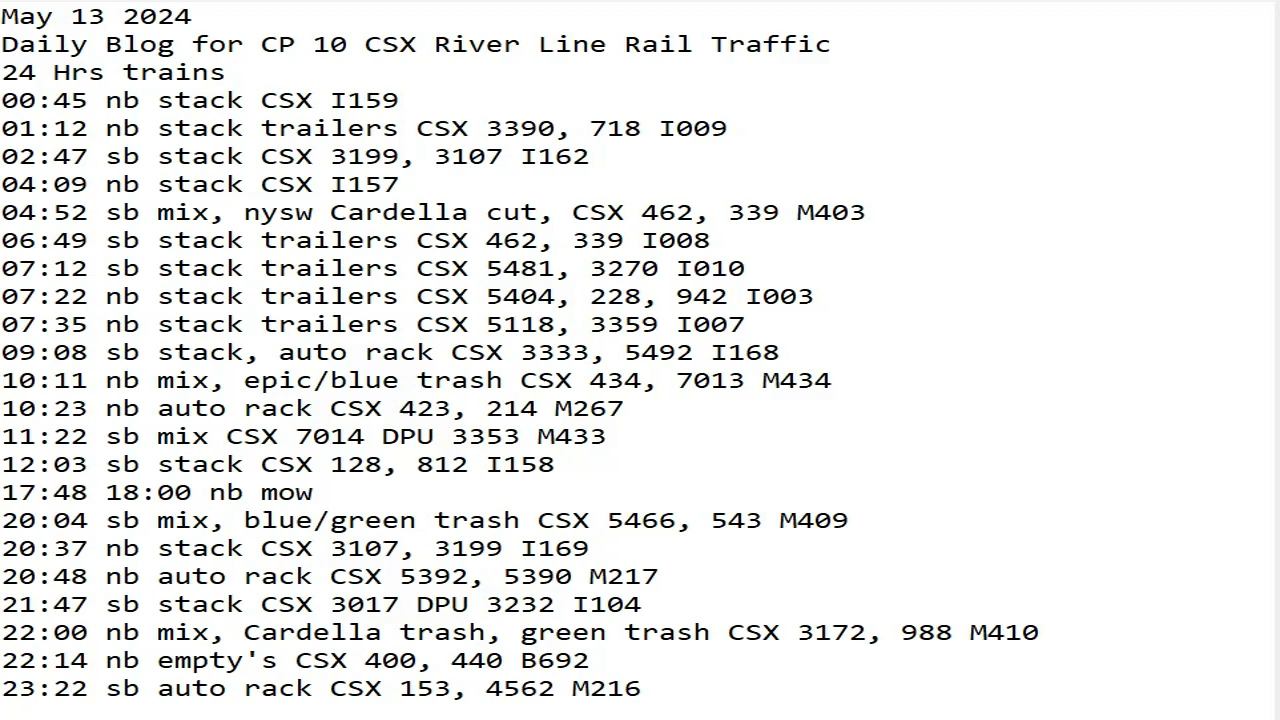 May 13 2024
Daily Blog for CP 10 CSX River Line Rail Traffic
24 Hrs trains
00:45 nb stack CSX I159
01:12 nb stack trailers CSX 3390, 718 I009
02:47 sb stack CSX 3199, 3107 I162
04:09 nb stack CSX I157
04:52 sb mix, nysw Cardella cut, CSX 462, 339 M403
06:49 sb stack trailers CSX 462, 339 I008
07:12 sb stack trailers CSX 5481, 3270 I010
07:22 nb stack trailers CSX 5404, 228, 942 I003
07:35 nb stack trailers CSX 5118, 3359 I007
09:08 sb stack, auto rack CSX 3333, 5492 I168
10:11 nb mix, epic/blue trash CSX 434, 7013 M434
10:23 nb auto rack CSX 423, 214 M267
11:22 sb mix CSX 7014 DPU 3353 M433
12:03 sb stack CSX 128, 812 I158
17:48 18:00 nb mow
20:04 sb mix, blue/green trash CSX 5466, 543 M409
20:37 nb stack CSX 3107, 3199 I169
20:48 nb auto rack CSX 5392, 5390 M217
21:47 sb stack CSX 3017 DPU 3232 I104
22:00 nb mix, Cardella trash, green trash CSX 3172, 988 M410
22:14 nb empty's CSX 400, 440 B692
23:22 sb auto rack CSX 153, 4562 M216